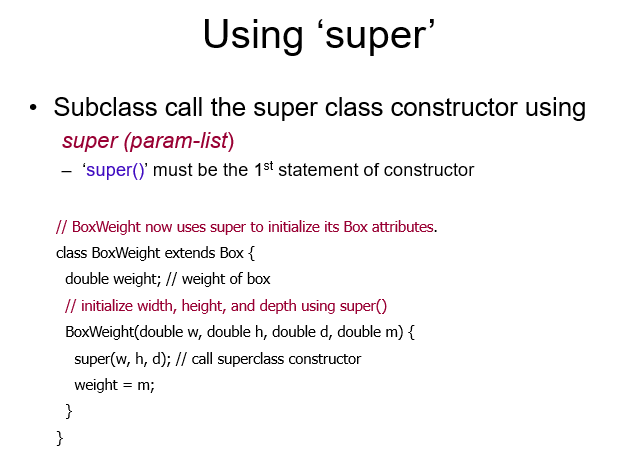 Using ‘super’
• Subclass call the super class constructor using
super (param-list)
– ‘super()’ must be the 1st statement of constructor
// BoxWeight now uses super to initialize its Box attributes.
class BoxWeight extends Box {
double weight; // weight of box
// initialize width, height, and depth using super()
BoxWeight(double w, double h, double d, double m) {
super(w, h, d); // call superclass constructor
weight = m;
}
}